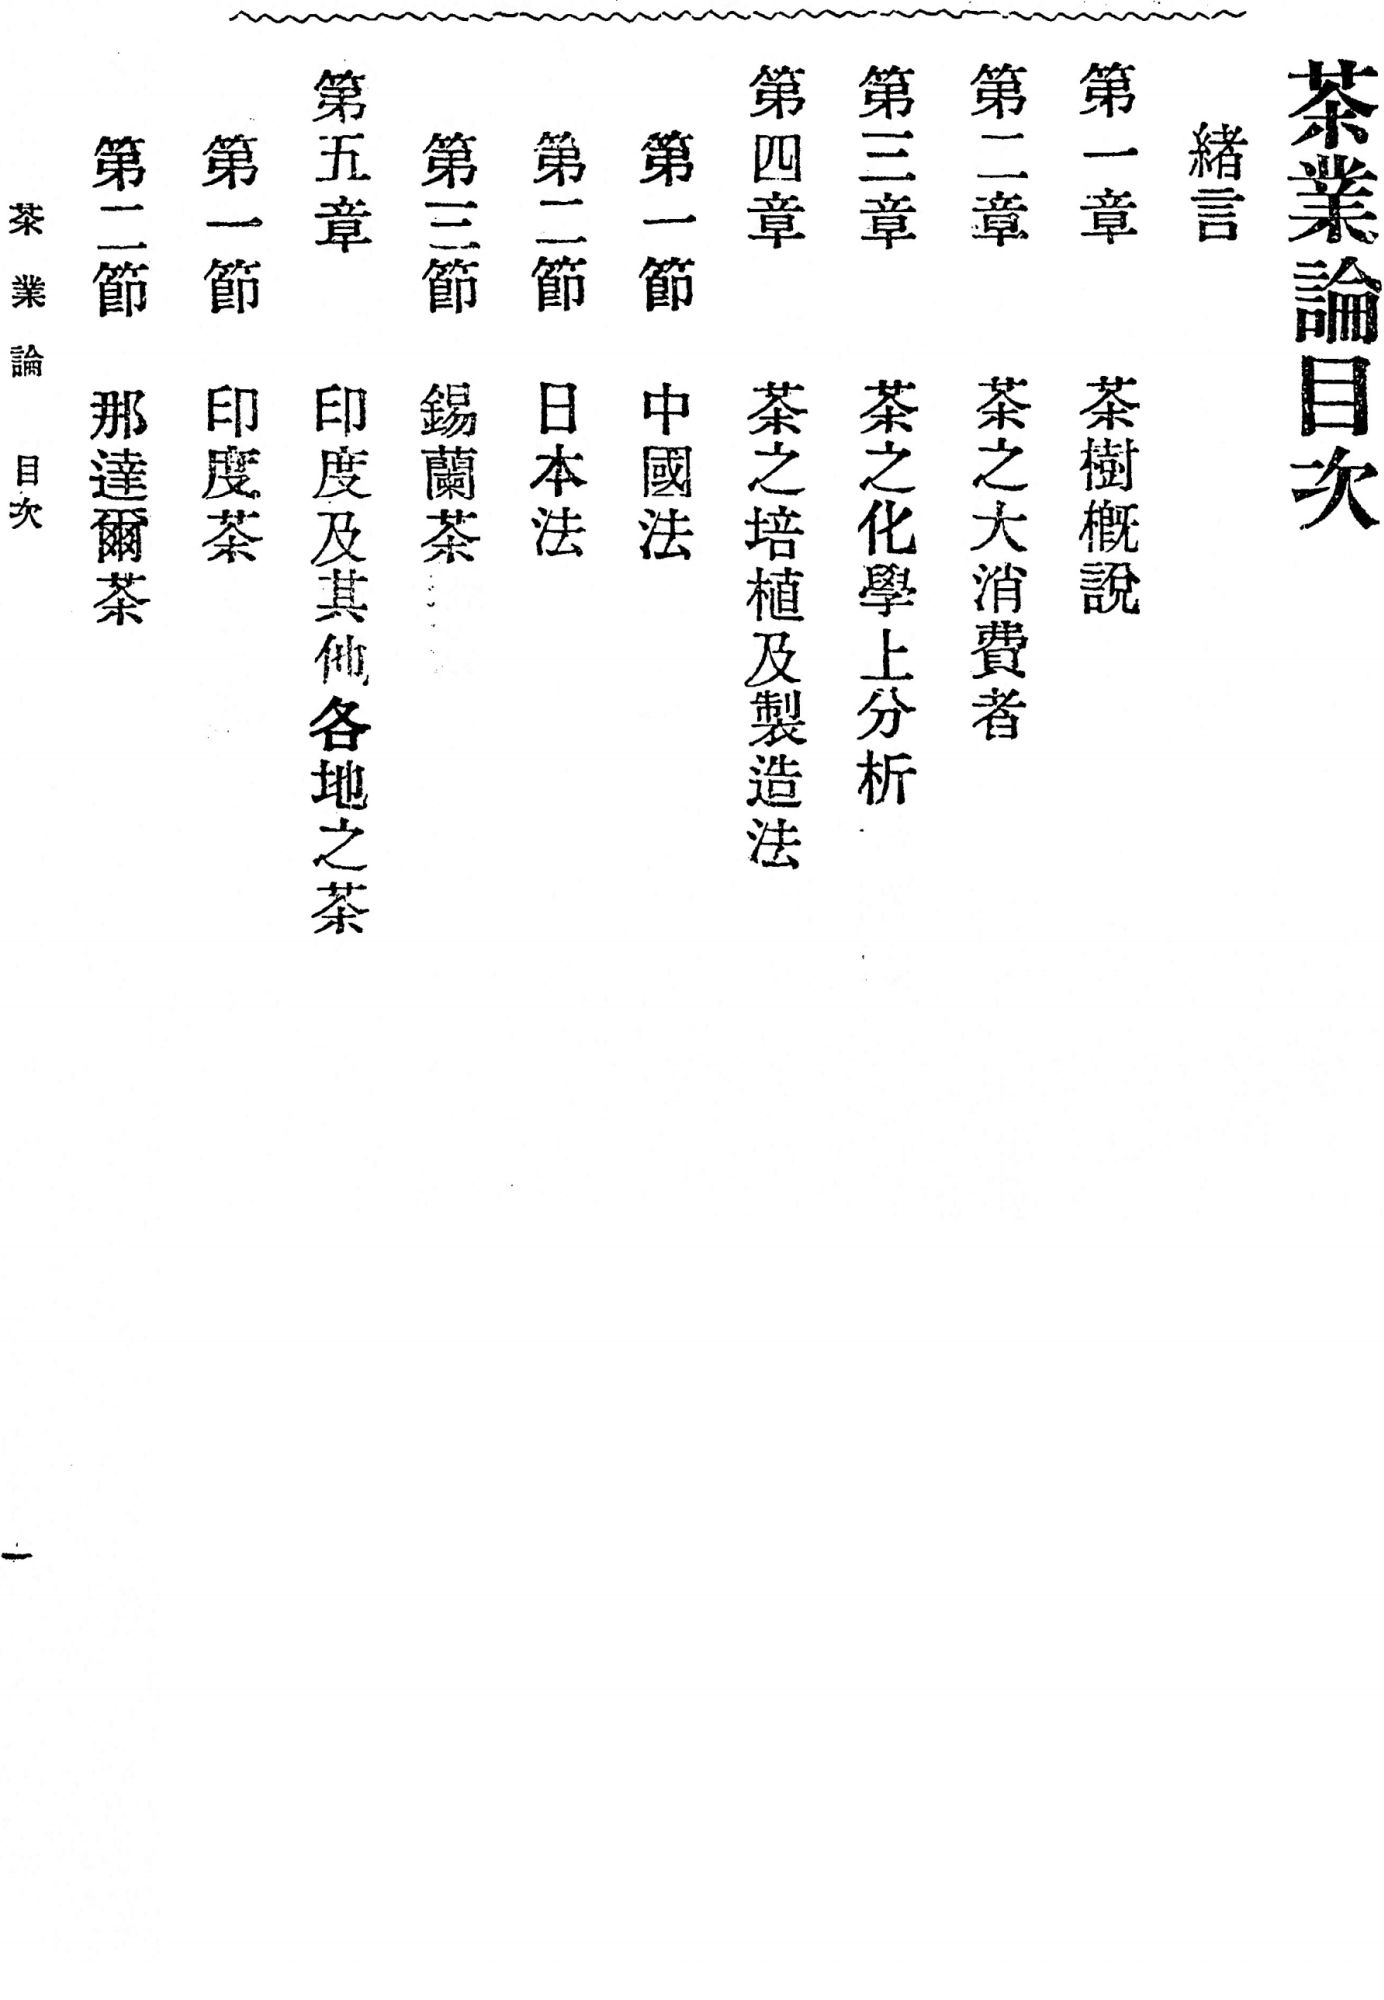 茶業論目次
緒言
第一章 茶樹概說
第二章 茶之大消費者
第三章 茶之化學上分析
第四章 茶之培植及製造法
第一節 中國法
第二節 日本法
第三節 錫蘭茶
第五章 印度及其他各地之茶
第一節 印度茶
第二節 那達爾茶
茶業論 目次
一